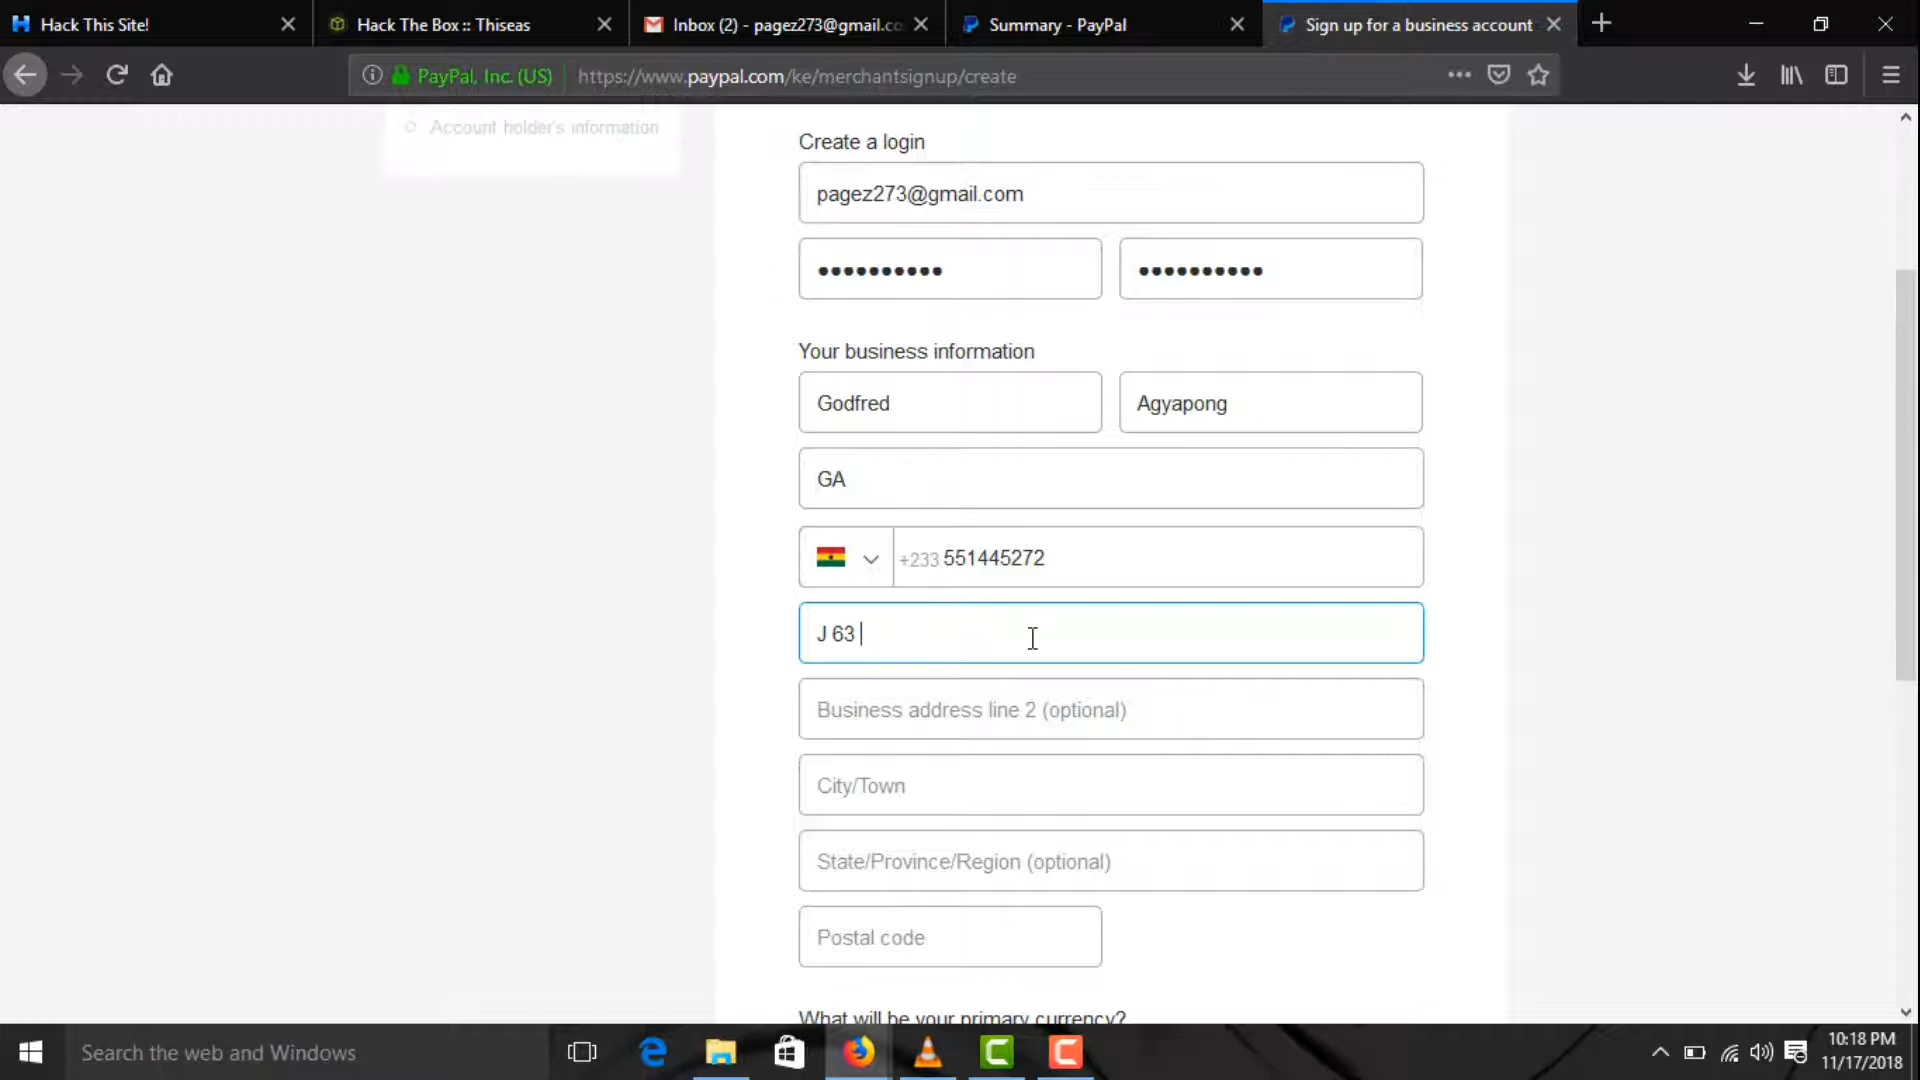 Hack This Site!
Hack The Box :: Thiseas
Inbox (2) - pagez273@gmail.co
Summary - PayPal
Sign up for a business account
PayPal, Inc. (US)
https://www.paypal.com/ke/merchantsignup/create
Account holder's information
Create a login
pagez273@gmail.com
Your business information
Godfred
Agyapong
GA
+233 551445272
J 63
Business address line 2 (optional)
City/Town
State/Province/Region (optional)
Postal code
What will be your primary currency?
Search the web and Windows
10:18 PM
11/17/2018